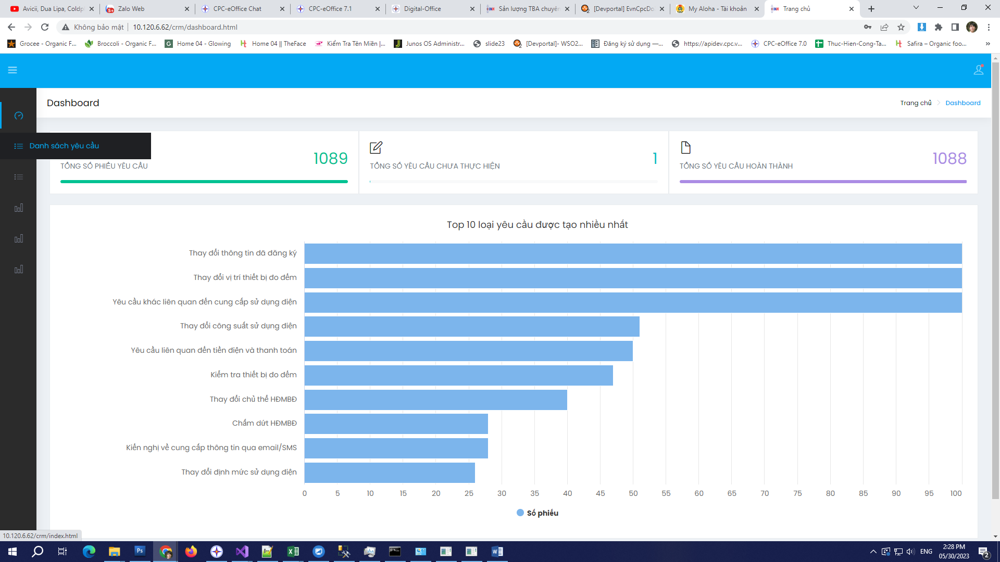 Avicii, Dua Lipa, Coldpl
Zalo Web
CPC-eOffice Chat
CPC-eOffice 7.1
Digital-Office
Sản lượng TBA chuyên
[Devportal] EvnCpcDo
My Aloha - Tài khoản
Trang chủ
Không bảo mật
10.120.6.62/crm/dashboard.html
Grocee - Organic F...
Broccoli - Organic F...
Home 04 - Glowing
Home 04 || TheFace
Kiểm Tra Tên Miền |...
Junos OS Administr...
slide23
[Devportal]- WSO2...
Đăng ký sử dụng —...
https://apidev.cpc.v...
CPC-eOffice 7.0
Thuc-Hien-Cong-Ta...
Safira – Organic foo...
»
Dashboard
Trang chủ
Dashboard
Danh sách yêu cầu
1089
TỔNG SỐ PHIẾU YÊU CẦU
1
TỔNG SỐ YÊU CẦU CHƯA THỰC HIỆN
1088
TỔNG SỐ YÊU CẦU HOÀN THÀNH
Top 10 loại yêu cầu được tạo nhiều nhất
Thay đổi thông tin đã đăng ký
Thay đổi vị trí thiết bị đo đếm
Yêu cầu khác liên quan đến cung cấp sử dụng điện
Thay đổi công suất sử dụng điện
Yêu cầu liên quan đến tiền điện và thanh toán
Kiểm tra thiết bị đo đếm
Thay đổi chủ thể HĐMBĐ
Chấm dứt HĐMBĐ
Kiến nghị về cung cấp thông tin qua email/SMS
Thay đổi định mức sử dụng điện
0 5 10 15 20 25 30 35 40 45 50 55 60 65 70 75 80 85 90 95 100
Số phiếu
10.120.6.62/crm/index.html
ENG
2:28 PM
05/30/2023
2